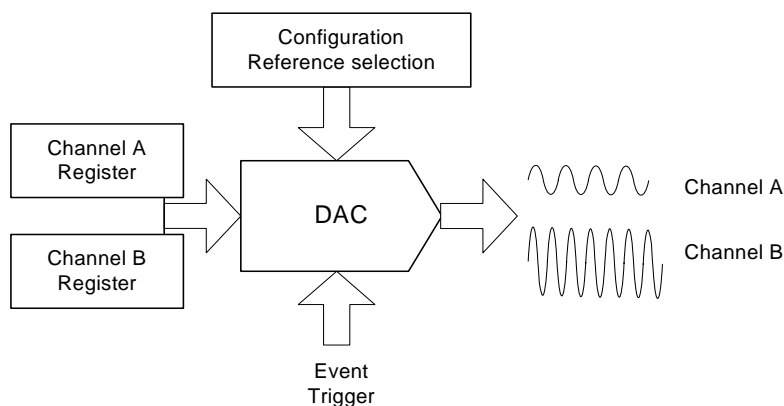 Configuration
Reference selection
Channel A
Register
Channel B
Register
DAC
Channel A
Channel B
Event
Trigger